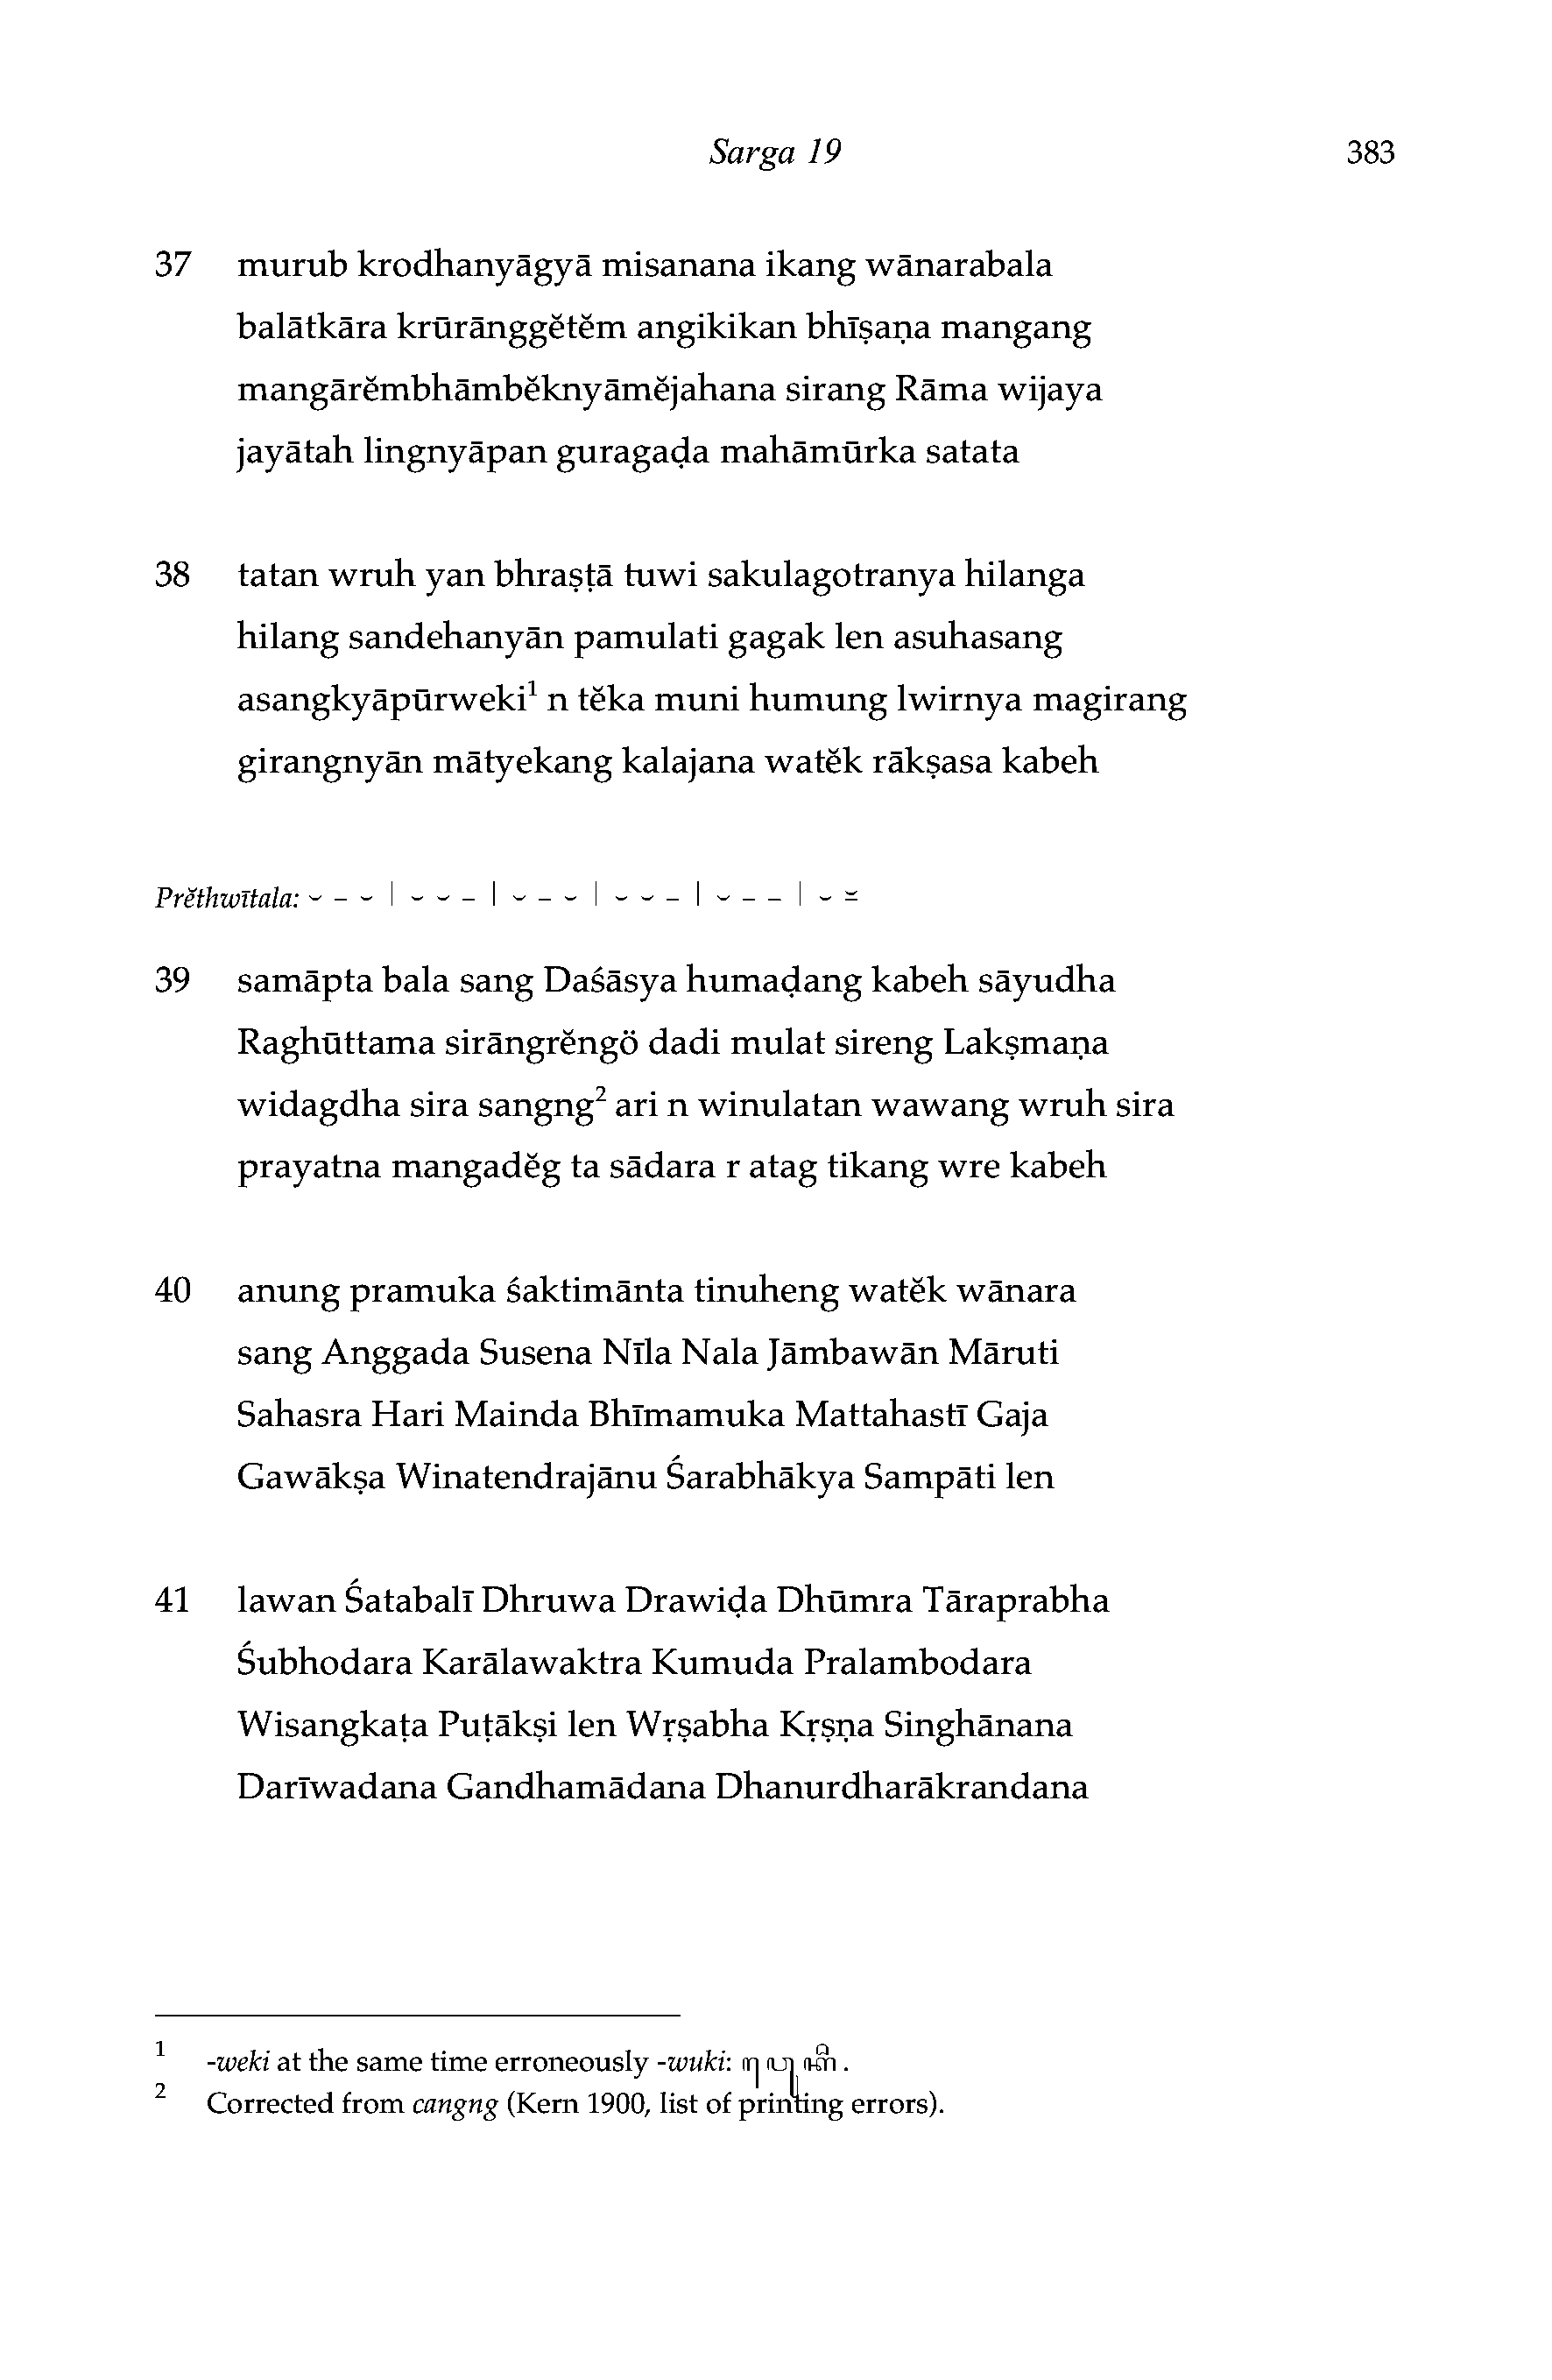 Sarga 19 383
37 murub krodhanyāgyā misanana ikang wānarabala
balātkāra krūrānggĕtĕm angikikan bhīṣaṇa mangang
mangārĕmbhāmbĕknyāmĕjahana sirang Rāma wijaya
jayātah lingnyāpan guragaḍa mahāmūrka satata
38 tatan wruh yan bhraṣṭā tuwi sakulagotranya hilanga
hilang sandehanyān pamulati gagak len asuhasang
asangkyāpūrweki¹ n tĕka muni humung lwirnya magirang
girangnyān mātyekang kalajana watĕk rākṣasa kabeh
Prĕthwītala: ⏑ – ⏑ | ⏑ ⏑ – | ⏑ – ⏑ | ⏑ ⏑ – | ⏑ – – | ⏑ ⏓
39 samāpta bala sang Daśāsya humaḍang kabeh sāyudha
Raghūttama sirāngrĕngö dadi mulat sireng Lakṣmaṇa
widagdha sira sangng² ari n winulatan wawang wruh sira
prayatna mangadĕg ta sādara r atag tikang wre kabeh
40 anung pramuka śaktimānta tinuheng watĕk wānara
sang Anggada Susena Nīla Nala Jāmbawān Māruti
Sahasra Hari Mainda Bhīmamuka Mattahastī Gaja
Gawākṣa Winatendrajānu Śarabhākya Sampāti len
41 lawan Śatabalī Dhruwa Drawiḍa Dhūmra Tāraprabha
Śubhodara Karālawaktra Kumuda Pralambodara
Wisangkaṭa Puṭākṣi len Wṛṣabha Kṛṣṇa Singhānana
Darīwadana Gandhamādana Dhanurdharākrandana
¹ -weki at the same time erroneously -wuki: .
² Corrected from cangng (Kern 1900, list of printing errors).